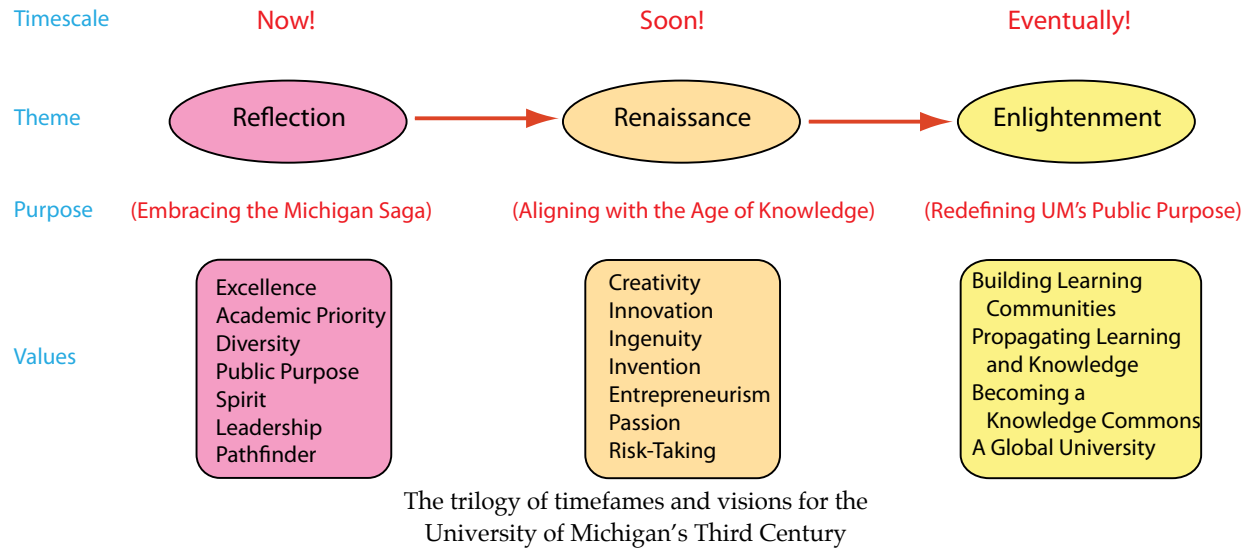 Timescale Now! Soon! Eventually!
Theme Reflection Renaissance Enlightenment
Purpose (Embracing the Michigan Saga) (Aligning with the Age of Knowledge) (Redefining UM's Public Purpose)
Values
Excellence
Academic Priority
Diversity
Public Purpose
Spirit
Leadership
Pathfinder
Creativity
Innovation
Ingenuity
Invention
Entrepreneurism
Passion
Risk-Taking
Building Learning
Communities
Propagating Learning
and Knowledge
Becoming a
Knowledge Commons
A Global University
The trilogy of timefames and visions for the
University of Michigan's Third Century